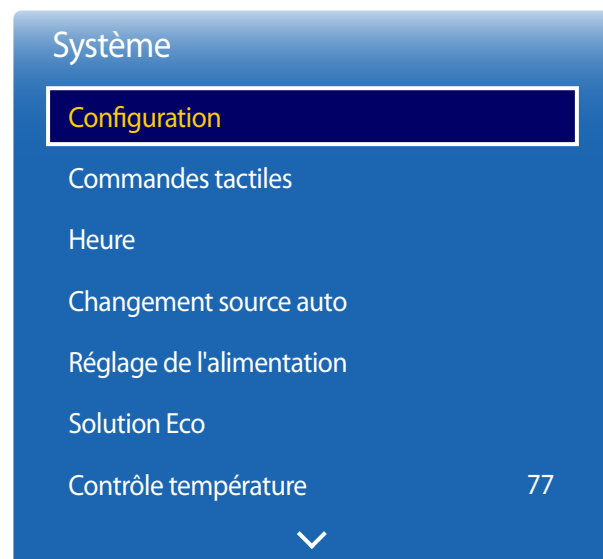 Système
Configuration
Commandes tactiles
Heure
Changement source auto
Réglage de l'alimentation
Solution Eco
Contrôle température 77